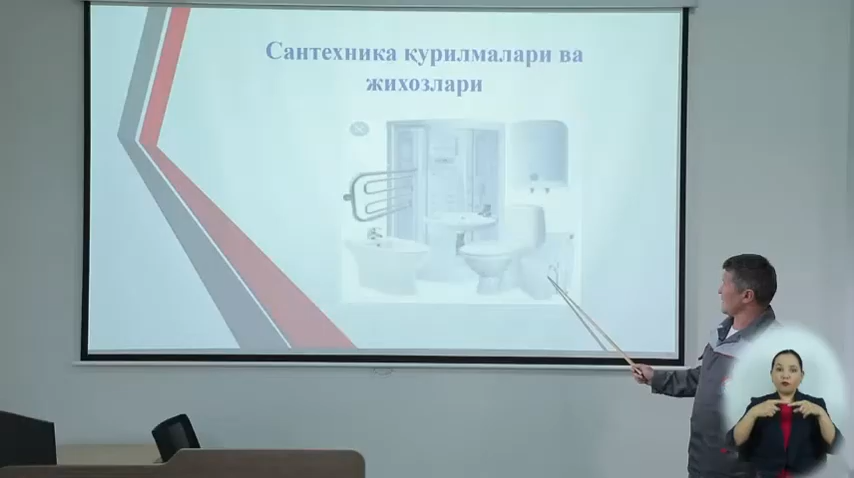 Сантехника қурилмалари ва
жихозлари